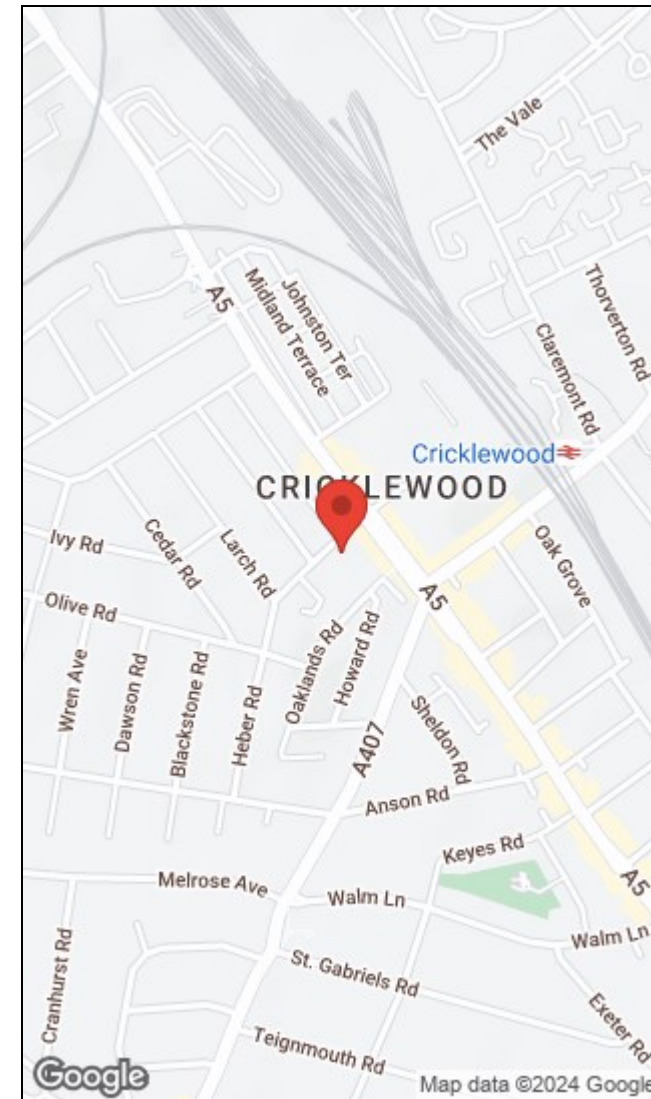 The Vale
Thorverton Rd
A5
Johnston Ter
Midland Terrace
Claremont Rd
Cricklewood
CRICKLEWOOD
Ivy Rd
Cedar Rd
Larch Rd
Oak Grove
A5
Olive Rd
Oaklands Rd
Howard Rd
Wren Ave
Dawson Rd
Blackstone Rd
Heber Rd
Sheldon Rd
A407
Anson Rd
Keyes Rd
A5
Melrose Ave
Walm Ln
Walm Ln
Cranhurst Rd
St. Gabriels Rd
Exeter Rd
Teignmouth Rd
Google
Map data ©2024 Google